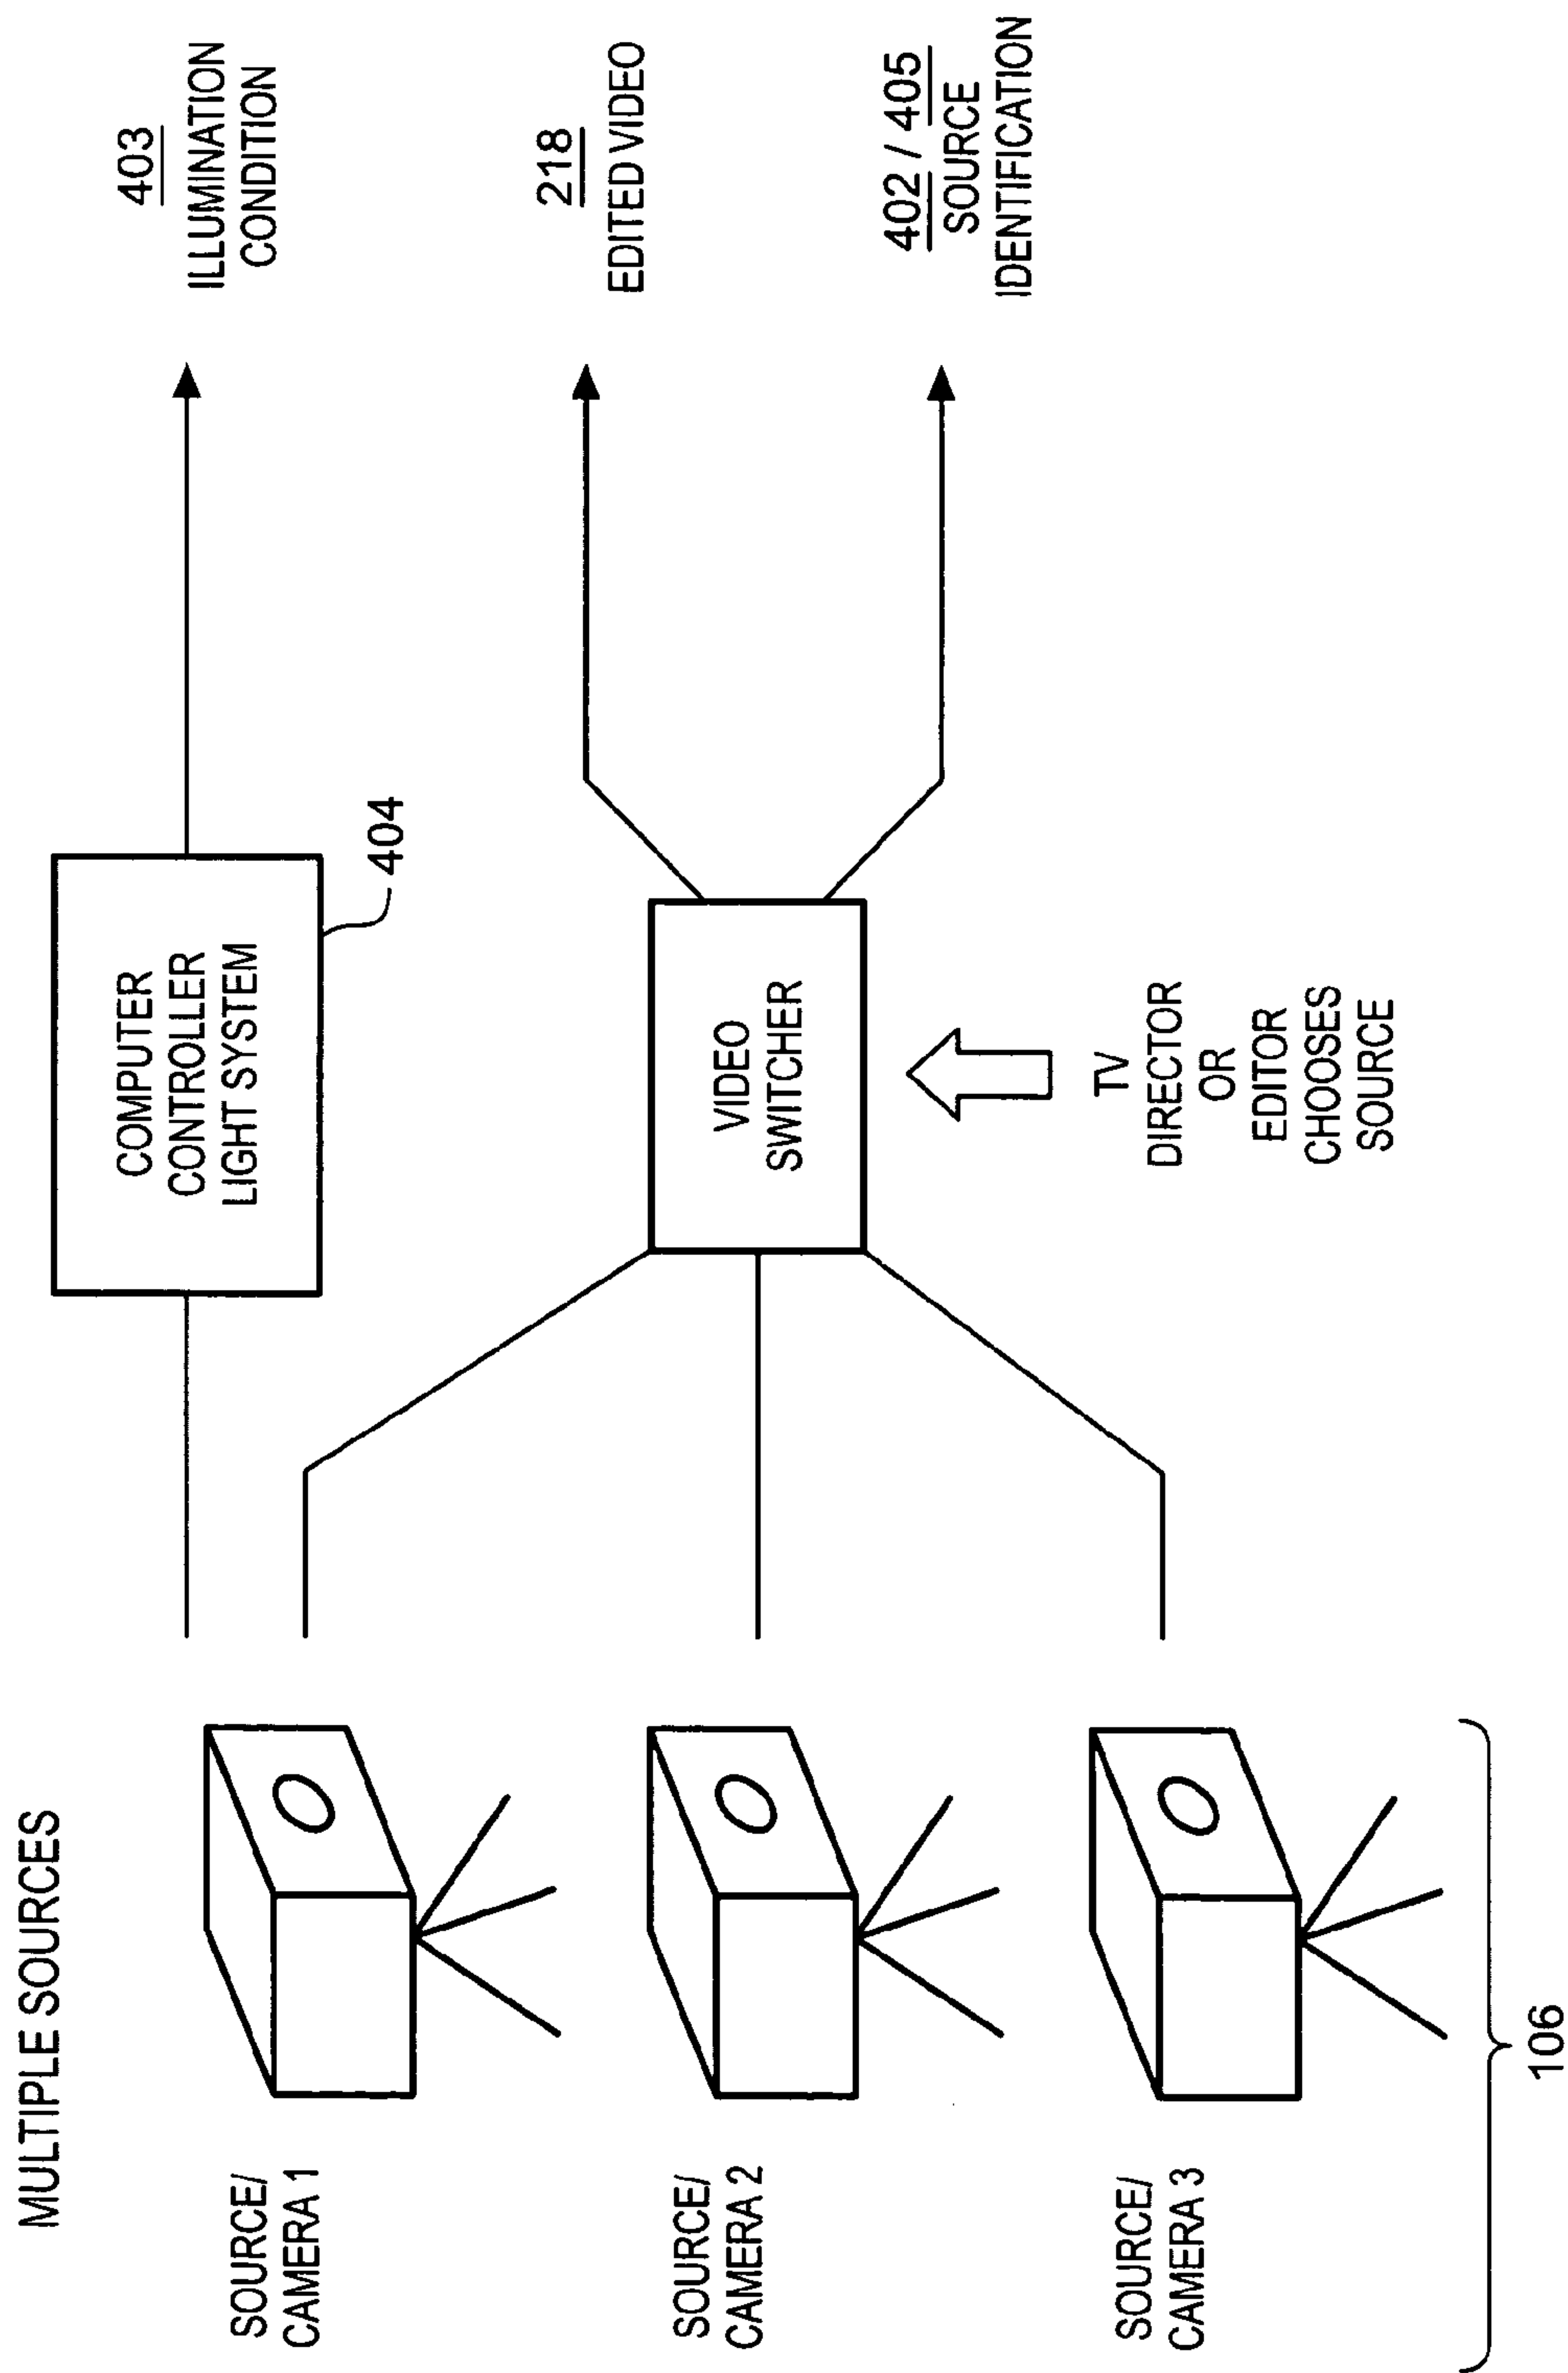 MULTIPLE SOURCES
SOURCE/
CAMERA 1
SOURCE/
CAMERA 2
SOURCE/
CAMERA 3
106
COMPUTER
CONTROLLER
LIGHT SYSTEM
404
VIDEO
SWITCHER
TV
DIRECTOR
OR
EDITOR
CHOOSES
SOURCE
403
ILLUMINATION
CONDITION
218
EDITED VIDEO
402 / 405
SOURCE
IDENTIFICATION